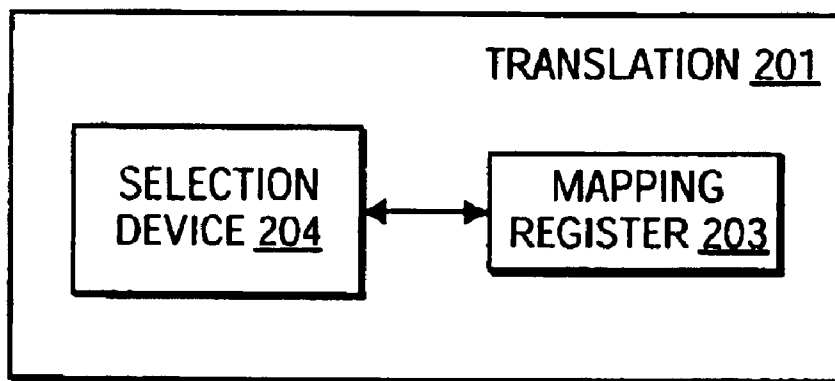 TRANSLATION 201
SELECTION
DEVICE 204
MAPPING
REGISTER 203